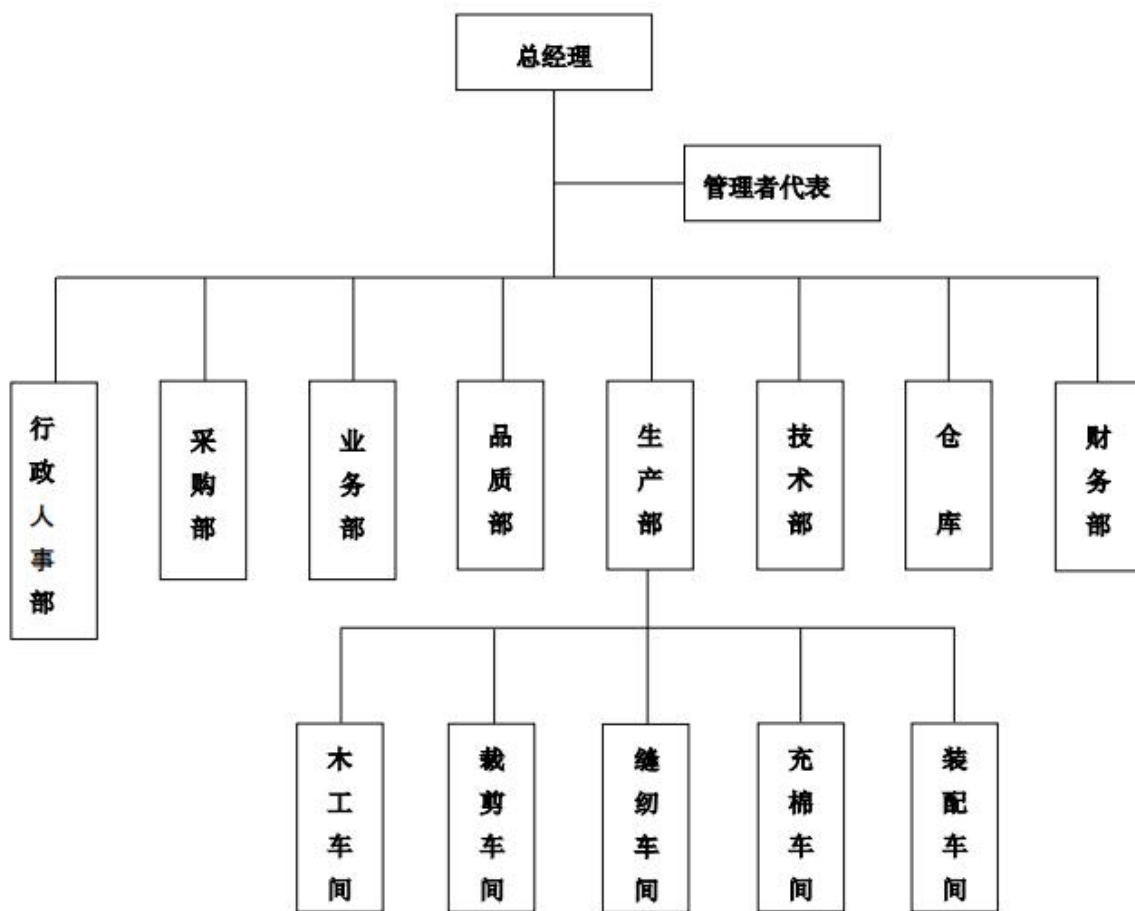 总经理
管理者代表
行政人事部
采购部
业务部
品质部
生产部
技术部
仓库
财务部
木工车间
裁剪车间
缝纫车间
充棉车间
装配车间